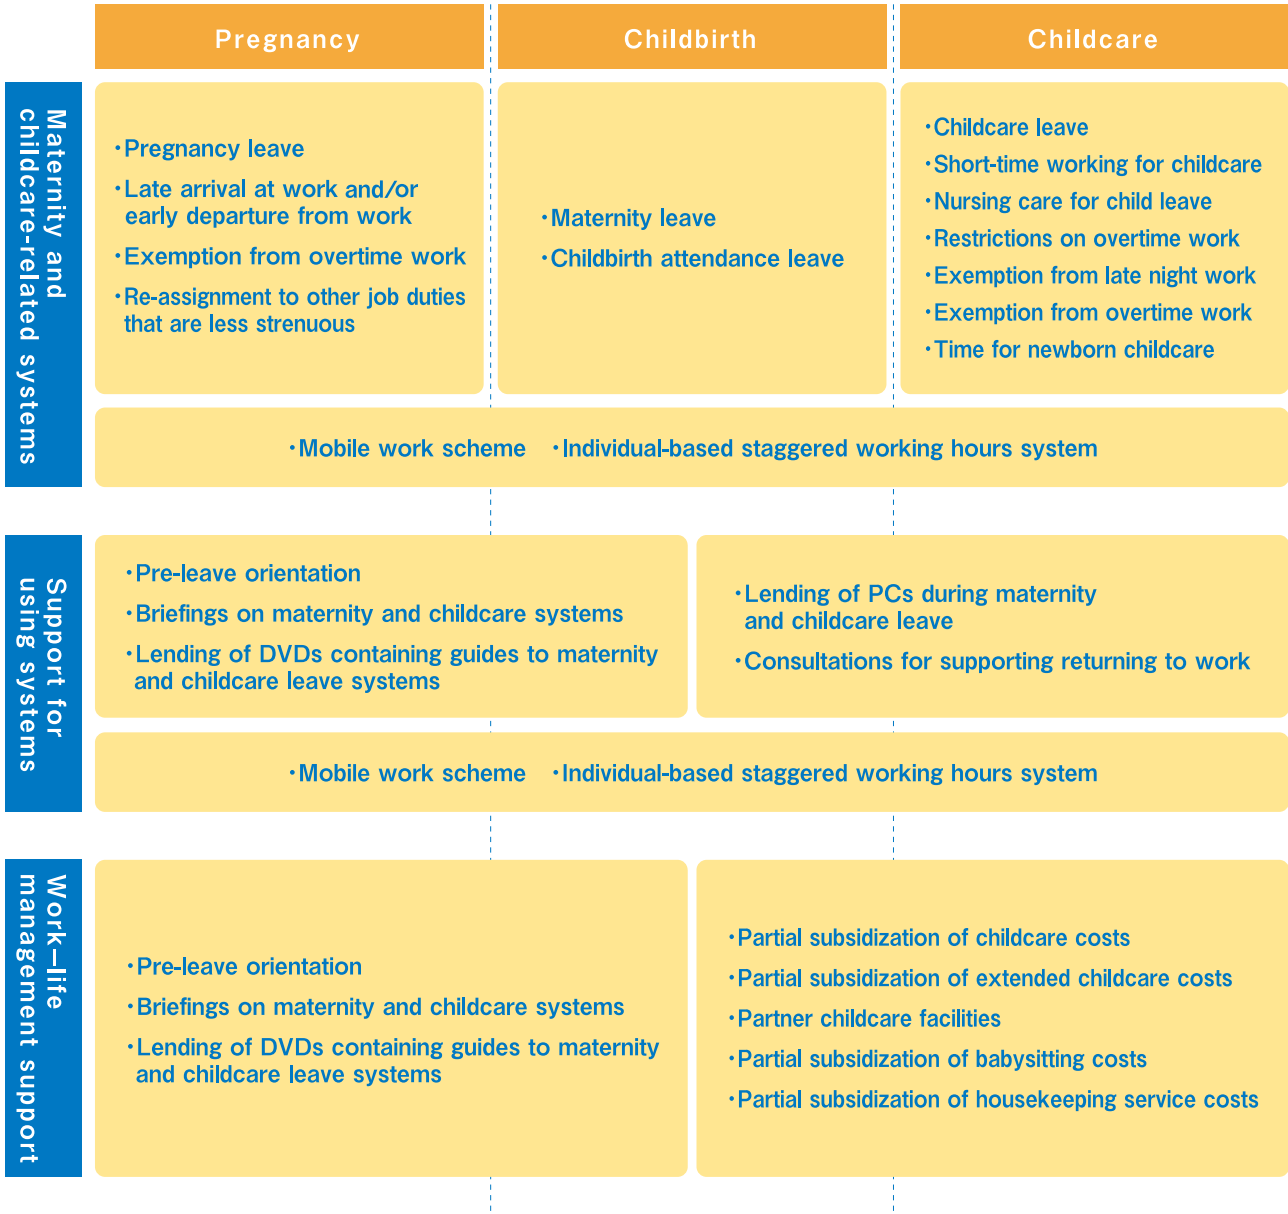 Pregnancy
Childbirth
Childcare
Maternity and
childcare-related systems
・Pregnancy leave
・Late arrival at work and/or
early departure from work
・Exemption from overtime work
・Re-assignment to other job duties
that are less strenuous
・Maternity leave
・Childbirth attendance leave
・Childcare leave
・Short-time working for childcare
・Nursing care for child leave
・Restrictions on overtime work
・Exemption from late night work
・Exemption from overtime work
・Time for newborn childcare
・Mobile work scheme ・Individual-based staggered working hours system
Support for
using systems
・Pre-leave orientation
・Briefings on maternity and childcare systems
・Lending of DVDs containing guides to maternity
and childcare leave systems
・Lending of PCs during maternity
and childcare leave
・Consultations for supporting returning to work
・Mobile work scheme ・Individual-based staggered working hours system
Work—life
management support
・Pre-leave orientation
・Briefings on maternity and childcare systems
・Lending of DVDs containing guides to maternity
and childcare leave systems
・Partial subsidization of childcare costs
・Partial subsidization of extended childcare costs
・Partner childcare facilities
・Partial subsidization of babysitting costs
・Partial subsidization of housekeeping service costs